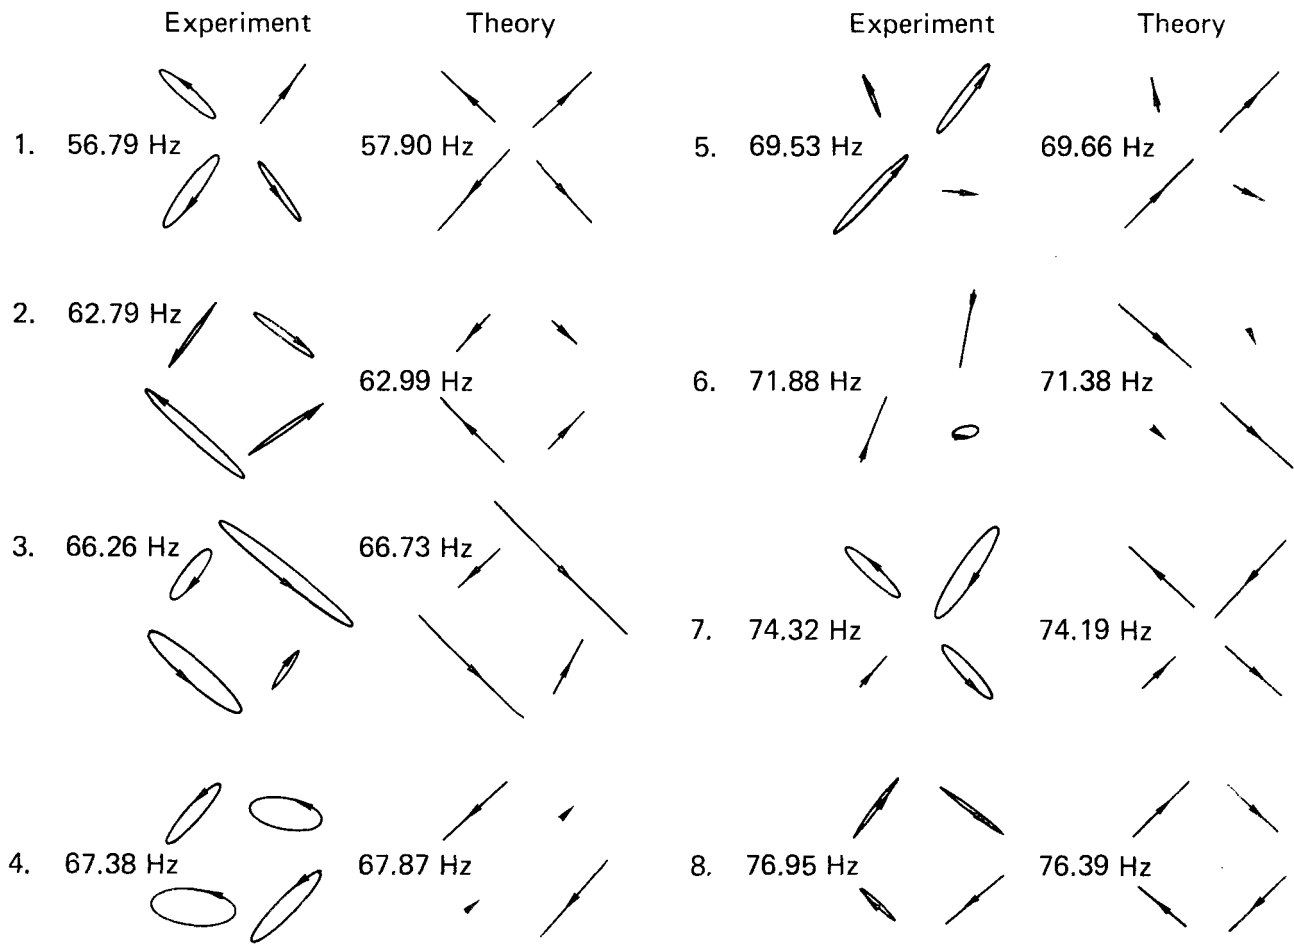 Experiment Theory Experiment Theory
1. 56.79 Hz 57.90 Hz
2. 62.79 Hz 62.99 Hz
3. 66.26 Hz 66.73 Hz
4. 67.38 Hz 67.87 Hz
5. 69.53 Hz 69.66 Hz
6. 71.88 Hz 71.38 Hz
7. 74.32 Hz 74.19 Hz
8. 76.95 Hz 76.39 Hz